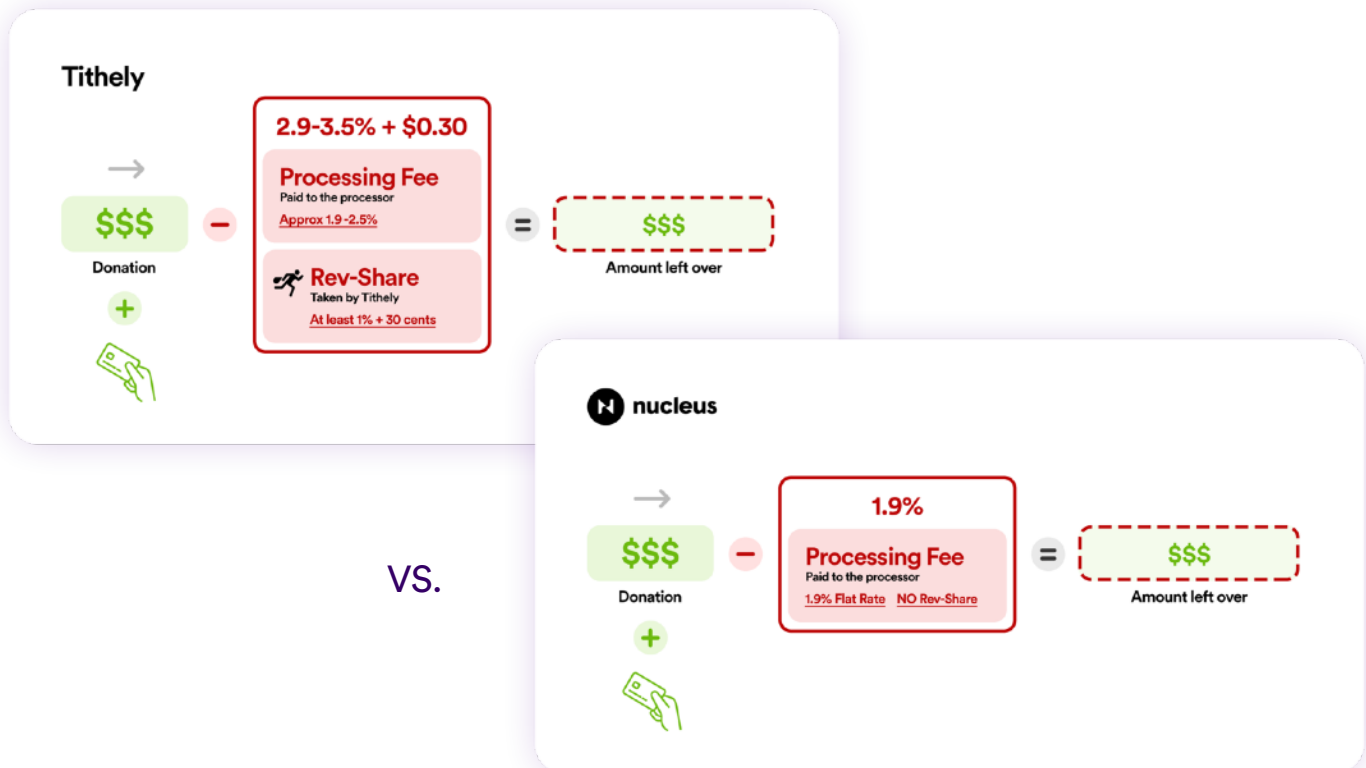 Tithely
2.9-3.5% + $0.30
Processing Fee
Paid to the processor
Approx 1.9 -2.5%
$$$
Donation
Rev-Share
Taken by Tithely
At least 1% + 30 cents
$$$
Amount left over
VS.
nucleus
1.9%
$$$
Donation
Processing Fee
Paid to the processor
1.9% Flat Rate NO Rev-Share
$$$
Amount left over